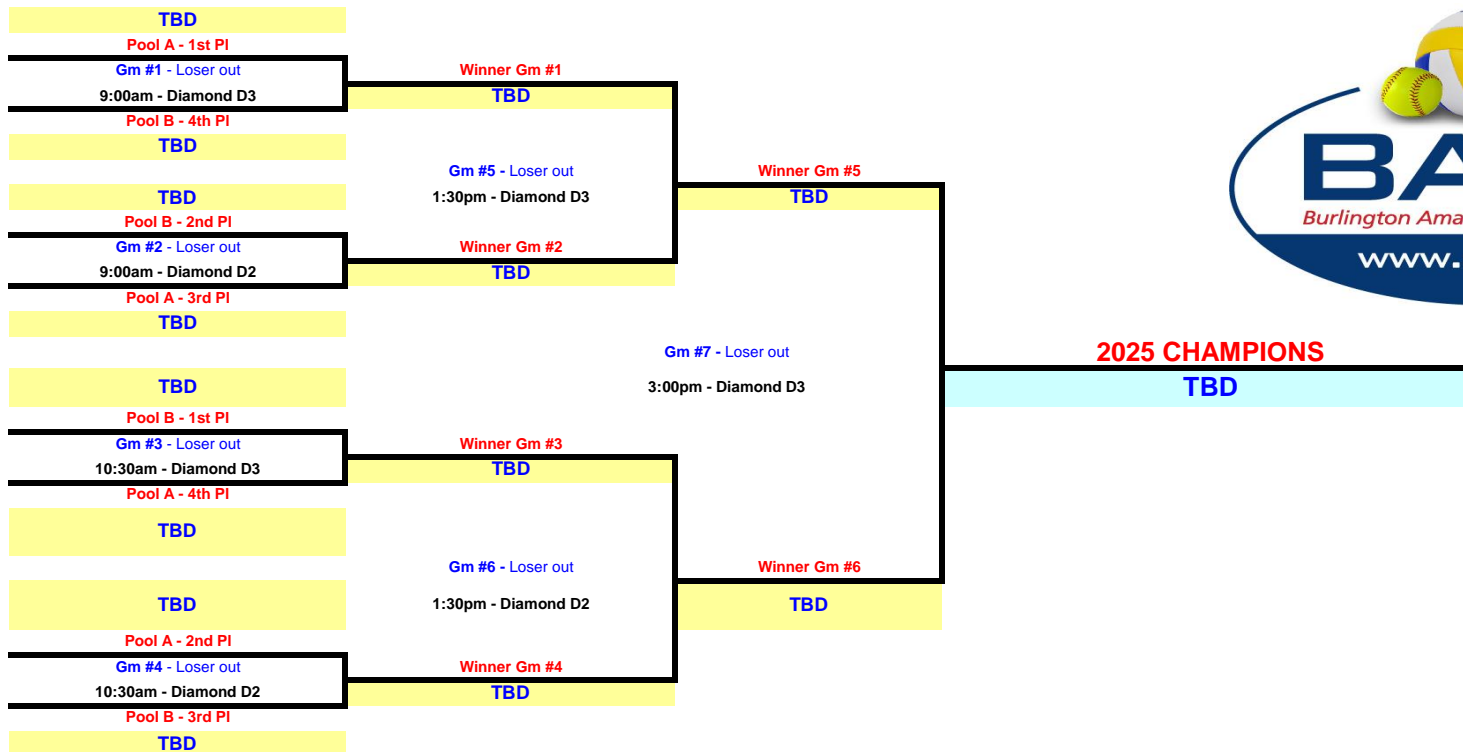 TBD
Pool A - 1st Pl
Gm #1 - Loser out
9:00am - Diamond D3
Pool B - 4th Pl
TBD
TBD
Pool B - 2nd Pl
Gm #2 - Loser out
9:00am - Diamond D2
Pool A - 3rd Pl
TBD
TBD
Pool B - 1st Pl
Gm #3 - Loser out
10:30am - Diamond D3
Pool A - 4th Pl
TBD
TBD
Pool A - 2nd Pl
Gm #4 - Loser out
10:30am - Diamond D2
Pool B - 3rd Pl
TBD
Winner Gm #1
TBD
Gm #5 - Loser out
1:30pm - Diamond D3
Winner Gm #2
TBD
Winner Gm #3
TBD
Gm #6 - Loser out
1:30pm - Diamond D2
Winner Gm #4
TBD
Winner Gm #5
TBD
Gm #7 - Loser out
3:00pm - Diamond D3
Winner Gm #6
TBD
2025 CHAMPIONS
TBD
BA
Burlington Ama
www.